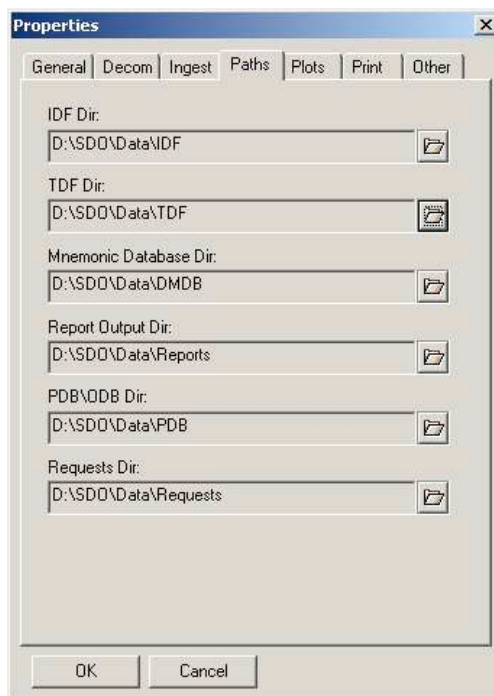 Properties
General Decom Ingest Paths Plots Print Other
IDF Dir:
D:\SDO\Data\IDF
TDF Dir:
D:\SDO\Data\TDF
Mnemonic Database Dir:
D:\SDO\Data\DMDB
Report Output Dir:
D:\SDO\Data\Reports
PDB\ODB Dir:
D:\SDO\Data\PDB
Requests Dir:
D:\SDO\Data\Requests
OK Cancel